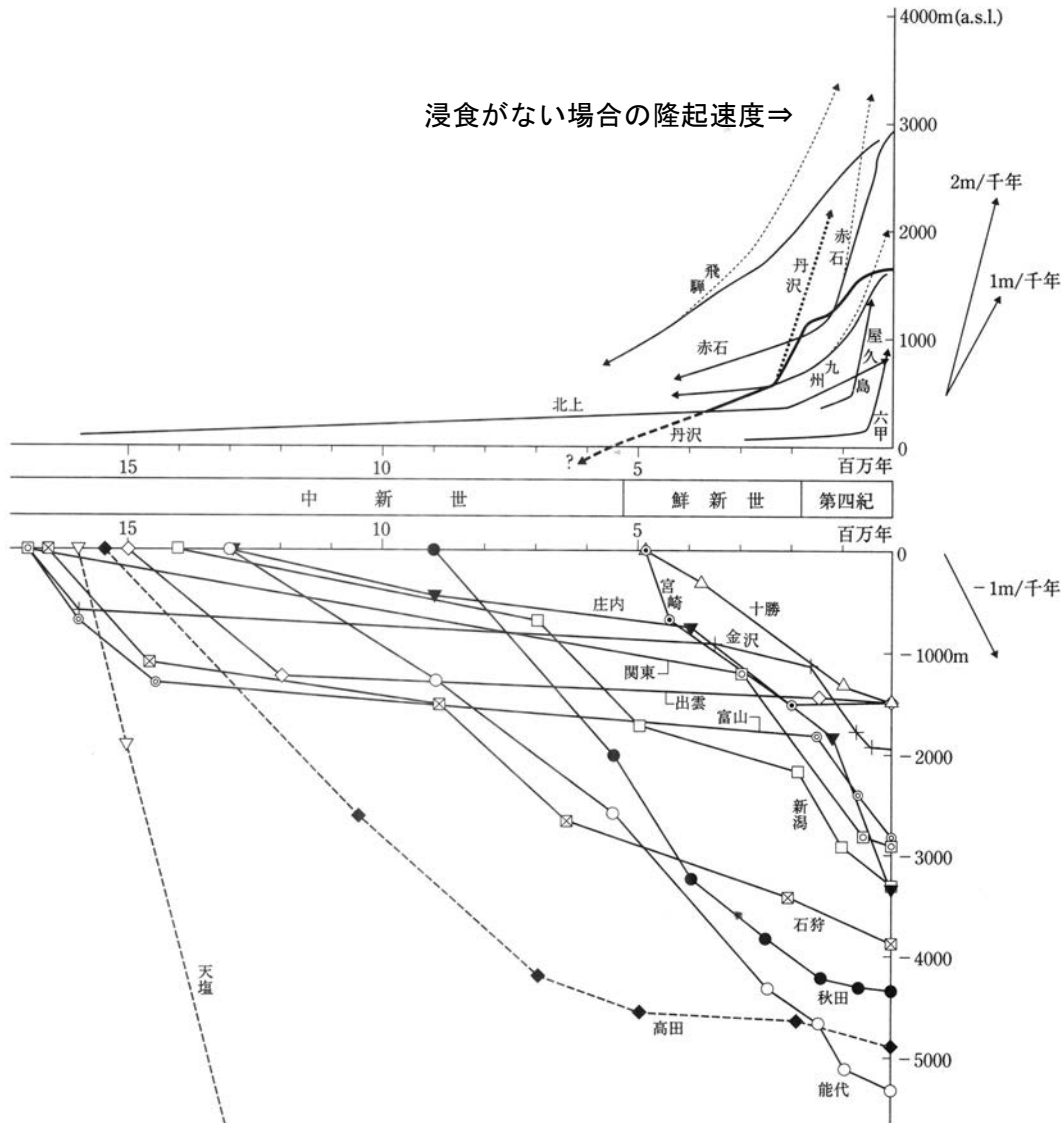 4000m(a.s.l.)
浸食がない場合の隆起速度⇒
3000
2m/千年
2000
1m/千年
飛騨
丹沢
赤石
赤石
1000
屋久島
九州
北上
六甲
丹沢
0
?
15
10
5
百万年
中新世
鮮新世
第四紀
15
10
5
百万年
0
宮崎
庄内
十勝
−1m/千年
金沢
関東
−1000m
出雲
富山
−2000
新潟
−3000
石狩
天塩
−4000
秋田
高田
−5000
能代